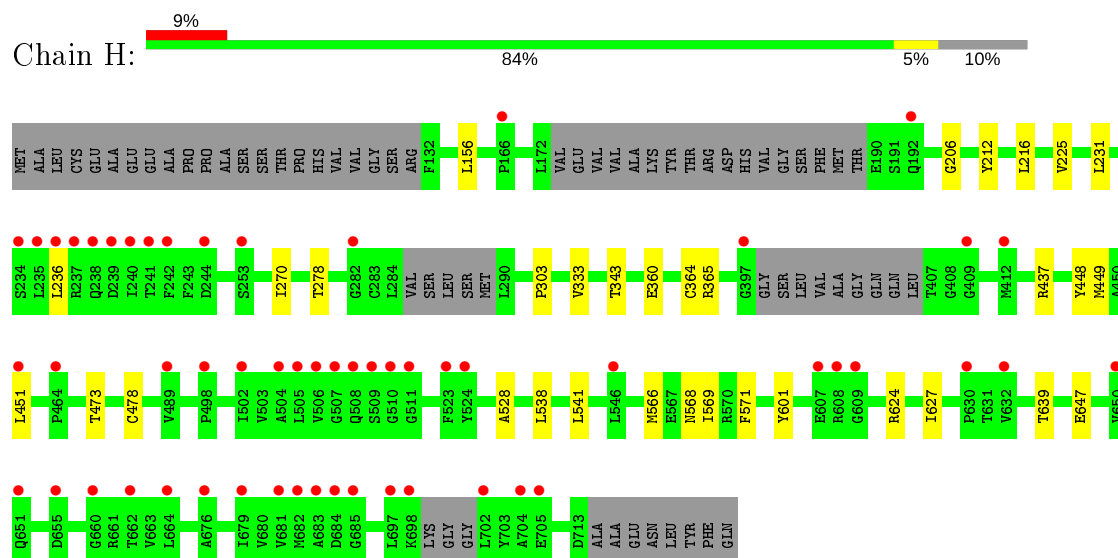 9%
Chain H:
84% 5% 10%
MET ALA LEU CYS GLU ALA GLU GLU ALA PRO PRO ALA SER SER THR PRO HIS VAL VAL GLY SER ARG F132 L156 P166 L172 VAL GLU VAL VAL ALA LYS TYR THR ARG ASP HIS VAL GLY SER PHE MET THR E190 S191 Q192 G206 Y212 L216 V225 L231
S234 L235 L236 R237 Q238 D239 I240 T241 F242 F243 D244 S253 I270 T278 G282 C283 L284 VAL SER LEU SER MET L290 P303 V333 T343 E360 C364 R365 G397 GLY SER LEU VAL ALA GLY GLN GLN LEU T407 G408 G409 M412 R437 Y448 M449 A450
L451 P464 T473 C478 V489 P498 I502 V503 A504 L505 V506 G507 Q508 S509 G510 G511 F523 Y524 A528 L538 L541 L546 M566 E567 N568 I569 R570 F571 Y601 E607 R608 G609 R624 I627 P630 T631 V632 T639 E647 V650
Q651 D655 G660 R661 T662 V663 L664 A676 I679 V680 V681 M682 A683 D684 G685 L697 K698 LYS GLY GLY L702 Y703 A704 E705 D713 ALA ALA GLU ASN LEU TYR PHE GLN